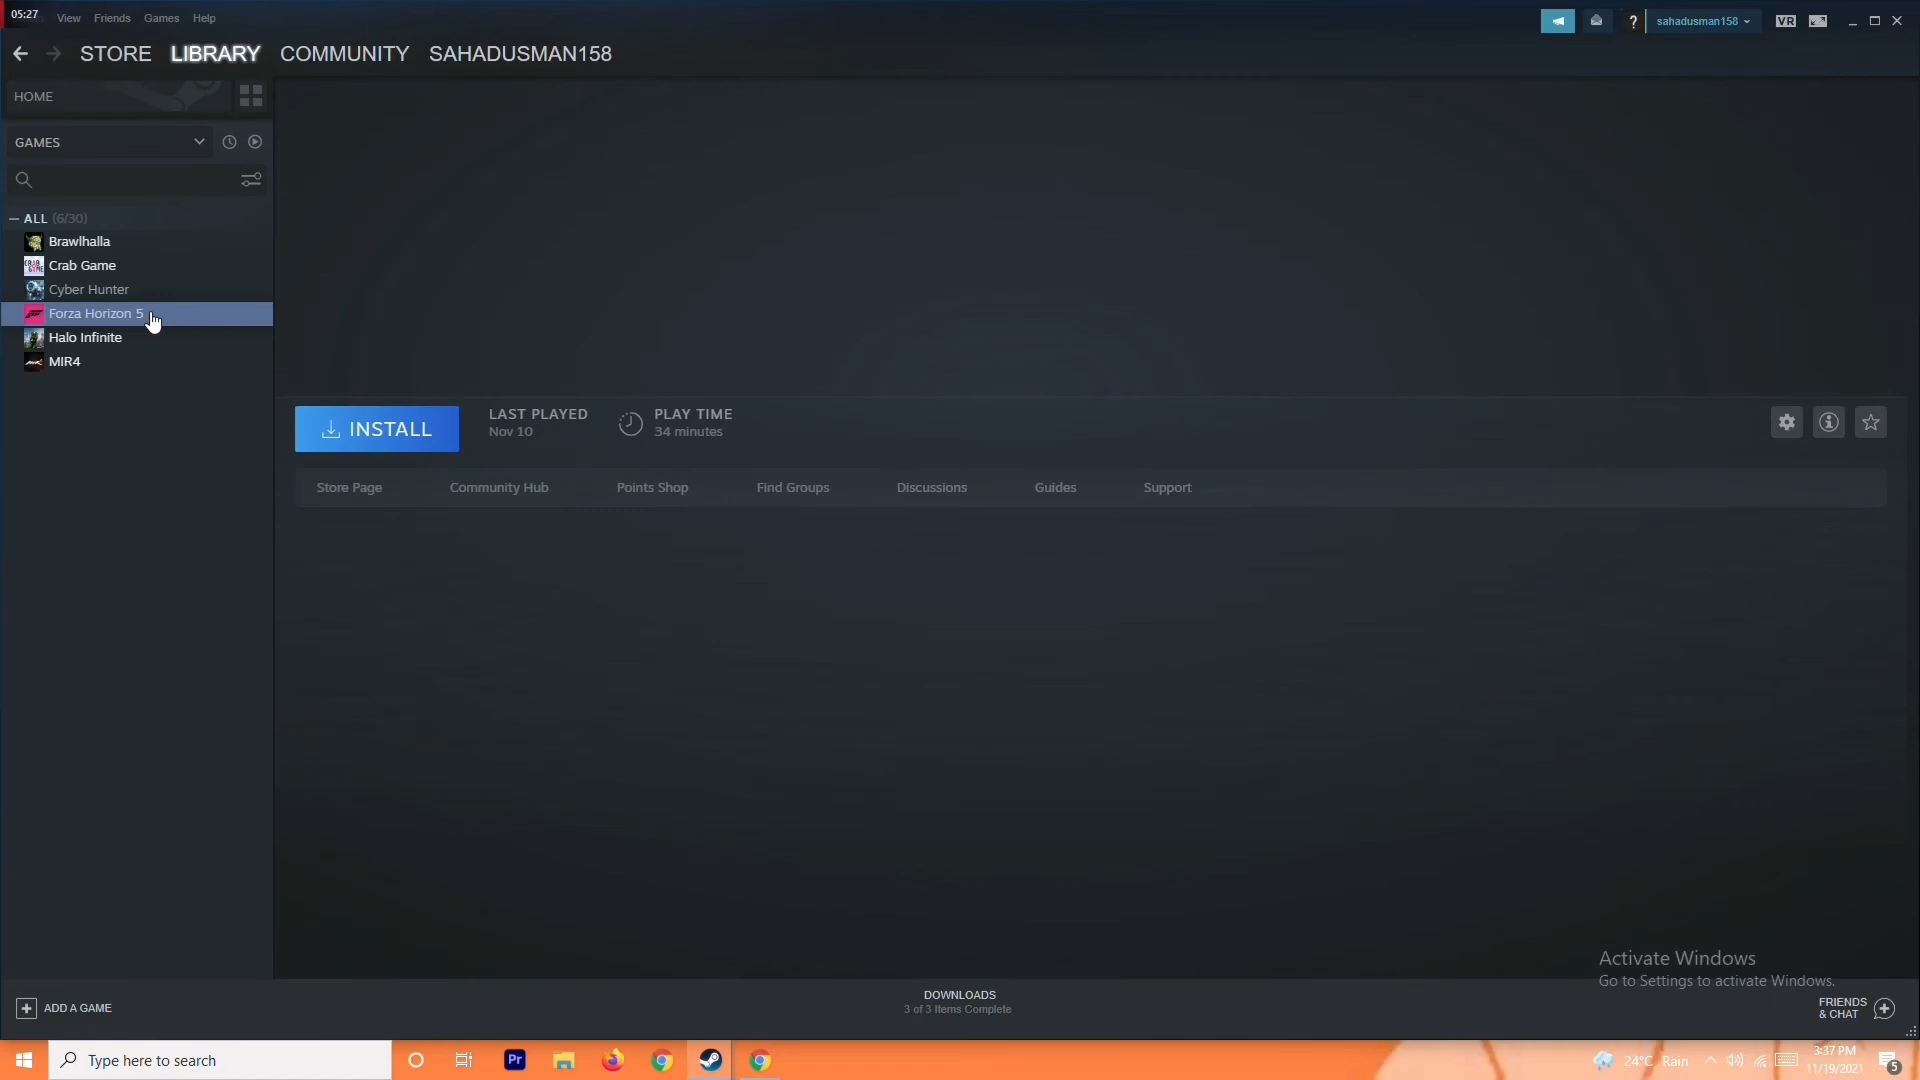 05:27
View Friends Games Help
sahadusman158
VR
STORE LIBRARY COMMUNITY SAHADUSMAN158
HOME
GAMES
ALL (6/30)
Brawlhalla
Crab Game
Cyber Hunter
Forza Horizon 5
Halo Infinite
MIR4
INSTALL
LAST PLAYED
Nov 10
PLAY TIME
34 minutes
Store Page Community Hub Points Shop Find Groups Discussions Guides Support
Activate Windows
Go to Settings to activate Windows.
ADD A GAME
DOWNLOADS
3 of 3 Items Complete
FRIENDS
& CHAT
Type here to search
Pr
24°C Rain
3:37 PM
11/19/2021
5